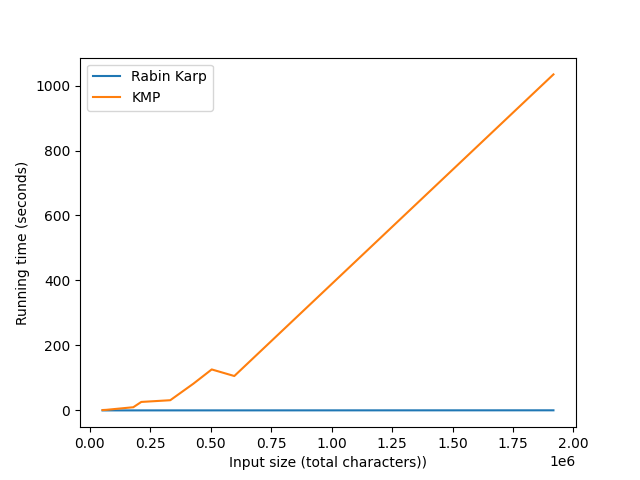 Rabin Karp
KMP
Running time (seconds)
1000
800
600
400
200
0
0.00 0.25 0.50 0.75 1.00 1.25 1.50 1.75 2.00
1e6
Input size (total characters))